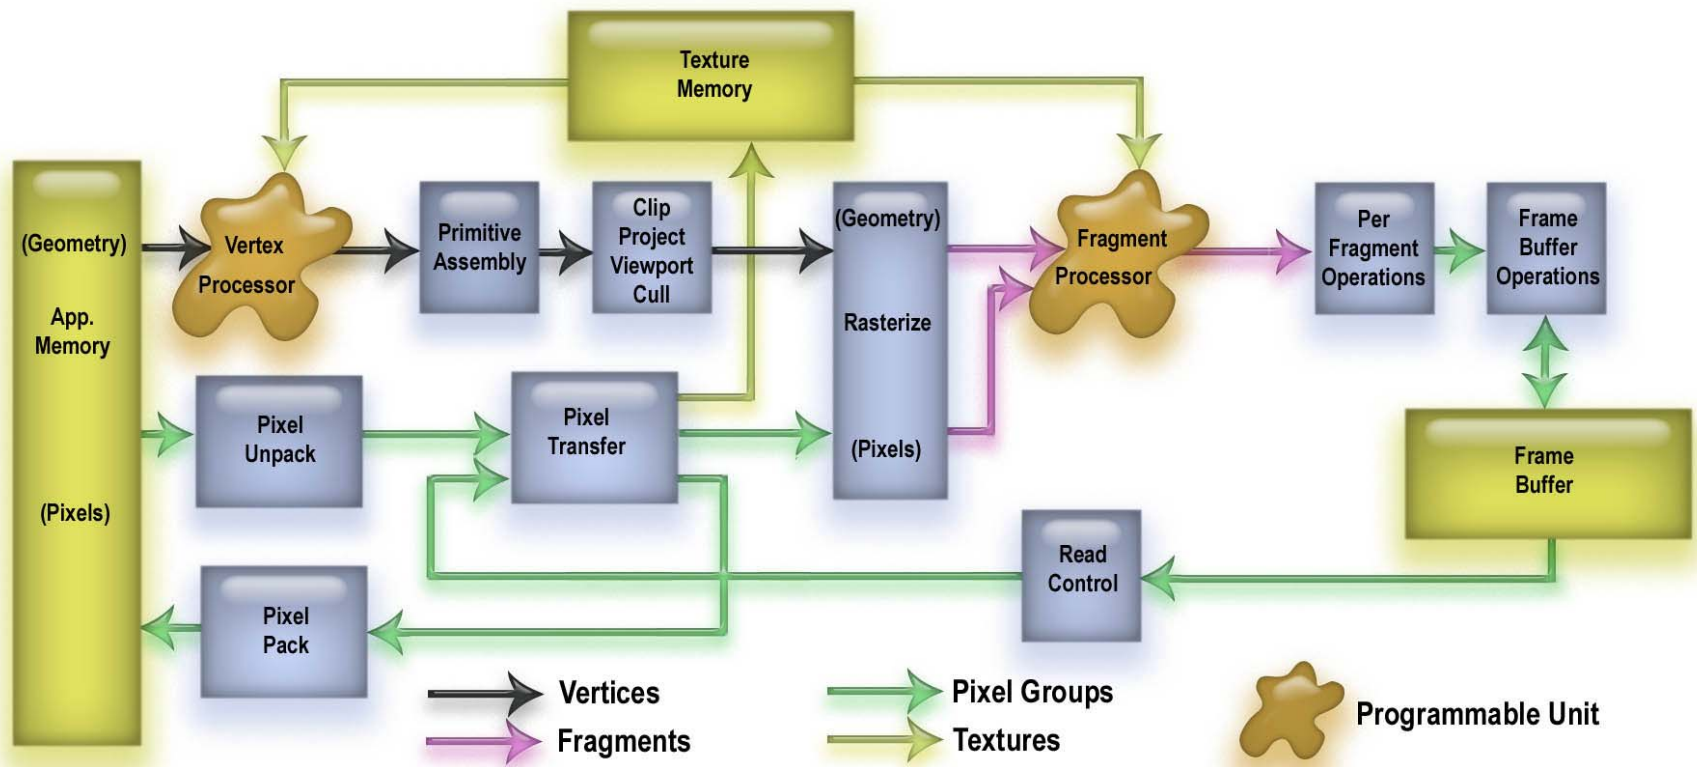 Texture
Memory
(Geometry)
App.
Memory
(Pixels)
Vertex
Processor
Primitive
Assembly
Clip
Project
Viewport
Cull
(Geometry)
Rasterize
(Pixels)
Fragment
Processor
Per
Fragment
Operations
Frame
Buffer
Operations
Pixel
Unpack
Pixel
Transfer
Frame
Buffer
Read
Control
Pixel
Pack
Vertices
Fragments
Pixel Groups
Textures
Programmable Unit